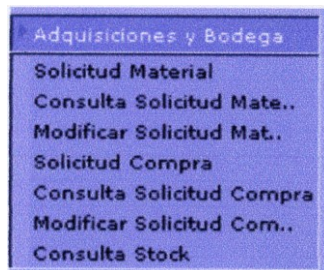 Adquisiciones y Bodega
Solicitud Material
Consulta Solicitud Mate..
Modificar Solicitud Mat..
Solicitud Compra
Consulta Solicitud Compra
Modificar Solicitud Com..
Consulta Stock